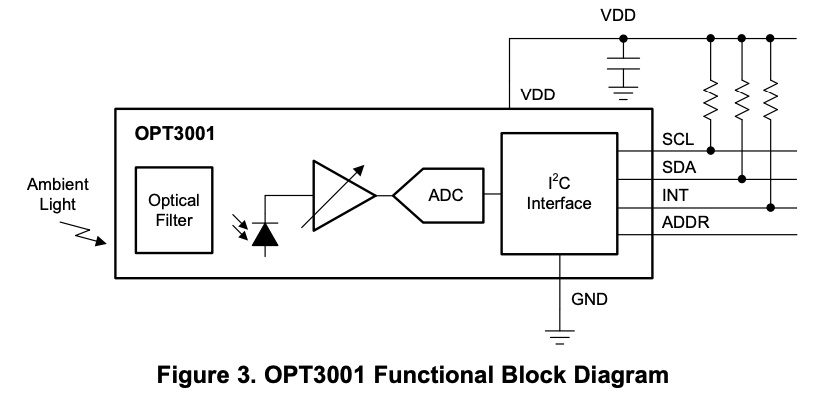 VDD
VDD
OPT3001
SCL
SDA
INT
ADDR
Ambient
Light
Optical
Filter
ADC
I²C
Interface
GND
Figure 3. OPT3001 Functional Block Diagram